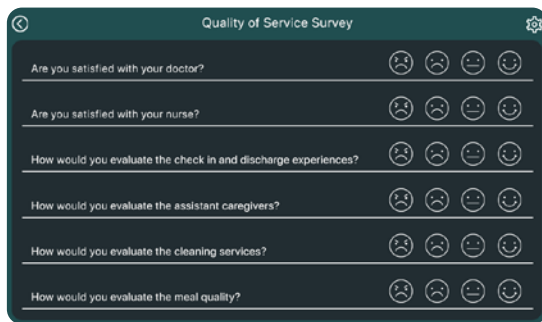 Quality of Service Survey
Are you satisfied with your doctor?
Are you satisfied with your nurse?
How would you evaluate the check in and discharge experiences?
How would you evaluate the assistant caregivers?
How would you evaluate the cleaning services?
How would you evaluate the meal quality?